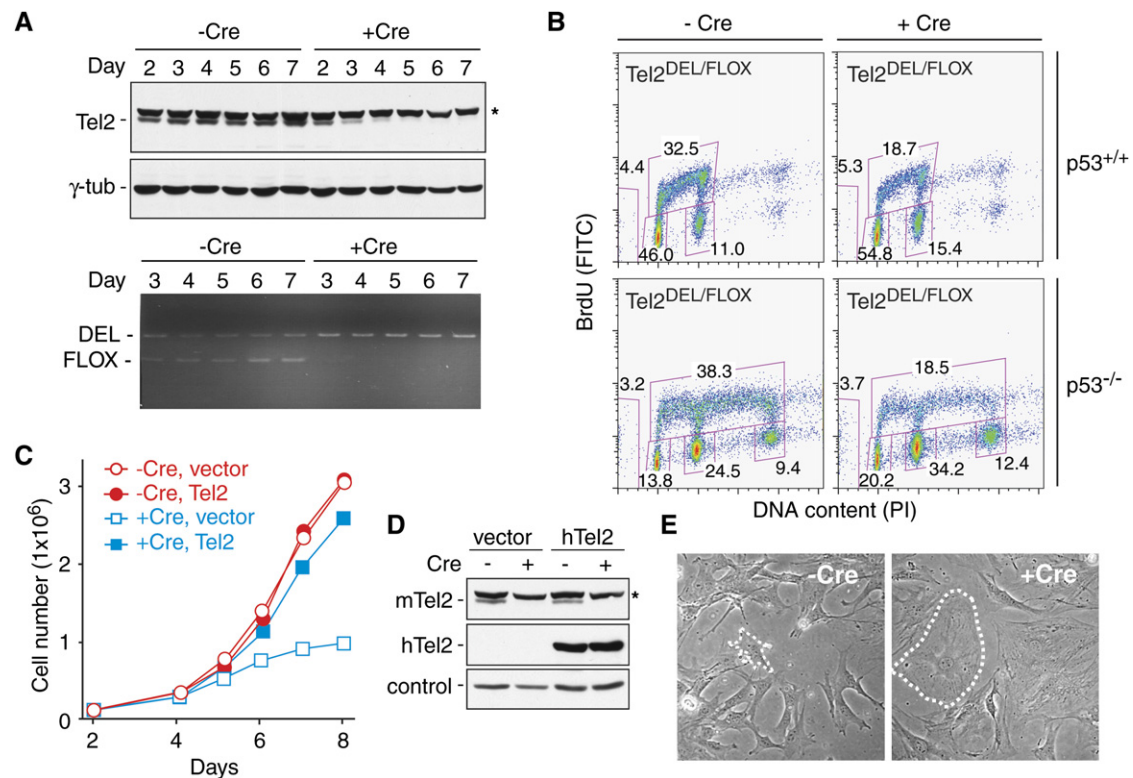 A
-Cre +Cre
Day 2 3 4 5 6 7 2 3 4 5 6 7
Tel2 - *
γ-tub -
-Cre +Cre
Day 3 4 5 6 7 3 4 5 6 7
DEL -
FLOX -
B
- Cre + Cre
Tel2DEL/FLOX Tel2DEL/FLOX
4.4 32.5 5.3 18.7
46.0 11.0 54.8 15.4
p53+/+
Tel2DEL/FLOX Tel2DEL/FLOX
3.2 38.3 3.7 18.5
13.8 24.5 9.4 20.2 34.2 12.4
p53-/-
BrdU (FITC)
DNA content (PI)
C
-Cre, vector
-Cre, Tel2
+Cre, vector
+Cre, Tel2
Cell number (1x10⁶)
3
2
1
0
2 4 6 8
Days
D
vector hTel2
Cre - + - +
mTel2 - *
hTel2 -
control -
E
-Cre +Cre